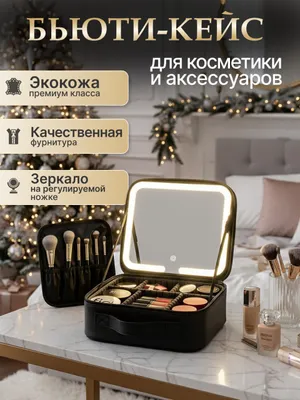 БЬЮТИ-КЕЙС
для косметики
и аксессуаров
Экокожа
премиум класса
Качественная
фурнитура
Зеркало
на регулируемой
ножке